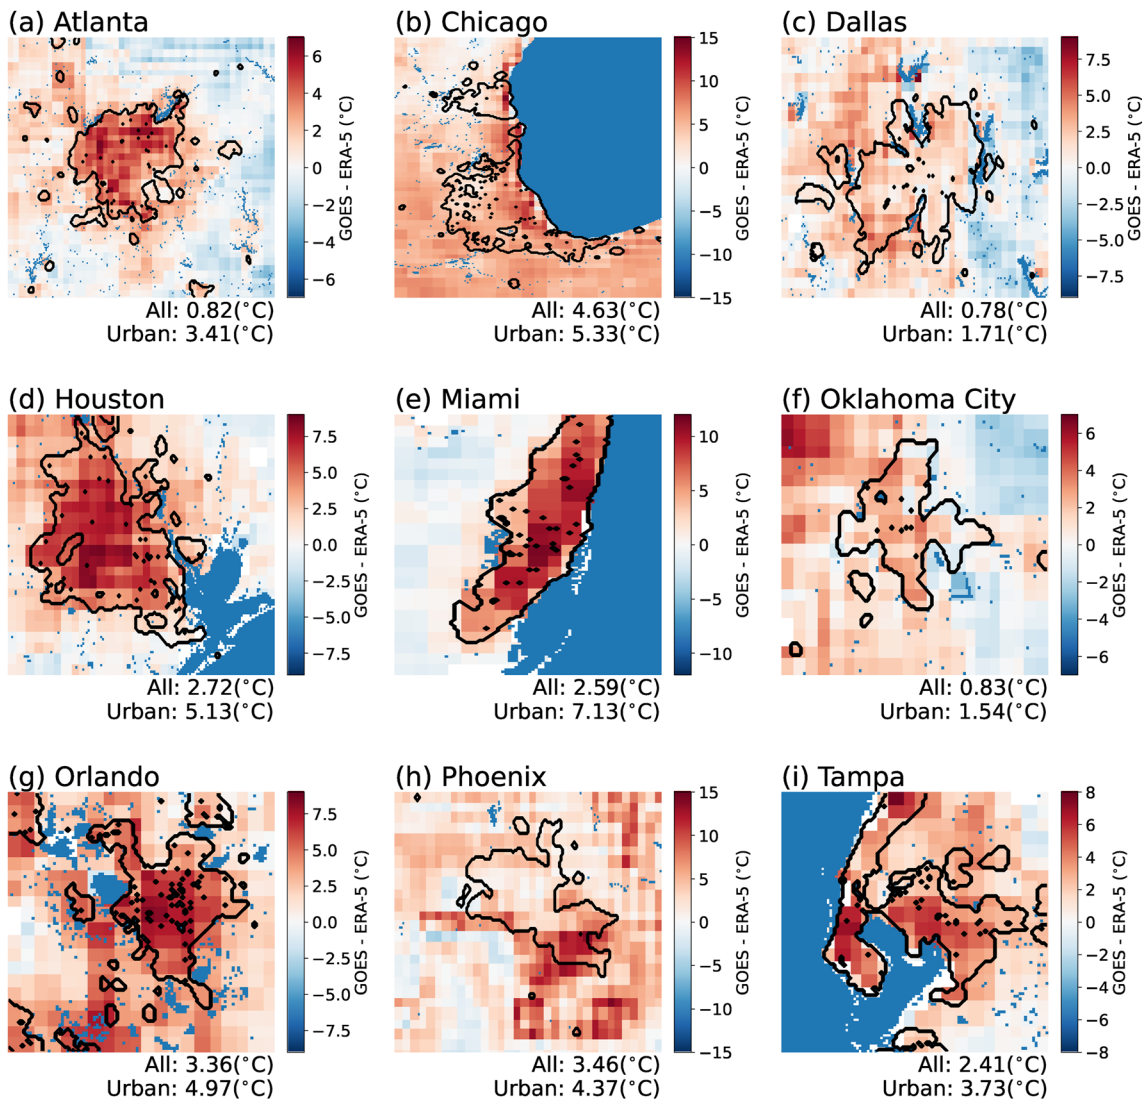 (a) Atlanta
6
4
2
0
−2
−4
−6
GOES - ERA-5 (°C)
All: 0.82(°C)
Urban: 3.41(°C)
(b) Chicago
15
10
5
0
−5
−10
−15
GOES - ERA-5 (°C)
All: 4.63(°C)
Urban: 5.33(°C)
(c) Dallas
7.5
5.0
2.5
0.0
−2.5
−5.0
−7.5
GOES - ERA-5 (°C)
All: 0.78(°C)
Urban: 1.71(°C)
(d) Houston
7.5
5.0
2.5
0.0
−2.5
−5.0
−7.5
GOES - ERA-5 (°C)
All: 2.72(°C)
Urban: 5.13(°C)
(e) Miami
10
5
0
−5
−10
GOES - ERA-5 (°C)
All: 2.59(°C)
Urban: 7.13(°C)
(f) Oklahoma City
6
4
2
0
−2
−4
−6
GOES - ERA-5 (°C)
All: 0.83(°C)
Urban: 1.54(°C)
(g) Orlando
7.5
5.0
2.5
0.0
−2.5
−5.0
−7.5
GOES - ERA-5 (°C)
All: 3.36(°C)
Urban: 4.97(°C)
(h) Phoenix
15
10
5
0
−5
−10
−15
GOES - ERA-5 (°C)
All: 3.46(°C)
Urban: 4.37(°C)
(i) Tampa
8
6
4
2
0
−2
−4
−6
−8
GOES - ERA-5 (°C)
All: 2.41(°C)
Urban: 3.73(°C)